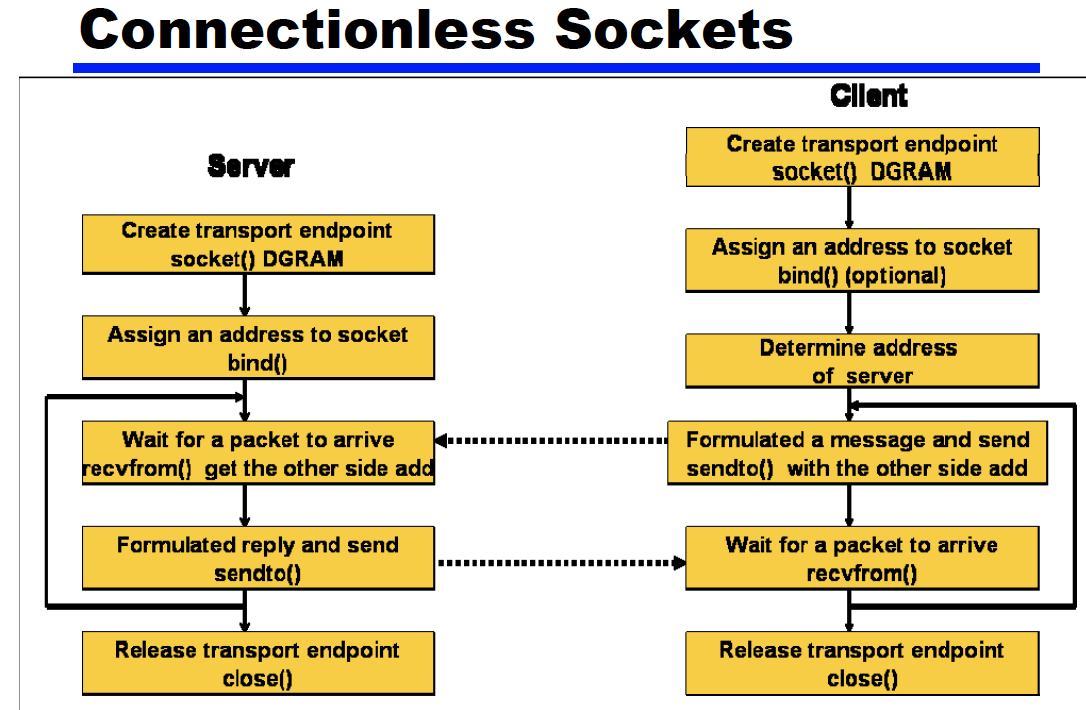 Connectionless Sockets
Server
Create transport endpoint
socket() DGRAM
Assign an address to socket
bind()
Wait for a packet to arrive
recvfrom() get the other side add
Formulated reply and send
sendto()
Release transport endpoint
close()
Client
Create transport endpoint
socket() DGRAM
Assign an address to socket
bind() (optional)
Determine address
of server
Formulated a message and send
sendto() with the other side add
Wait for a packet to arrive
recvfrom()
Release transport endpoint
close()